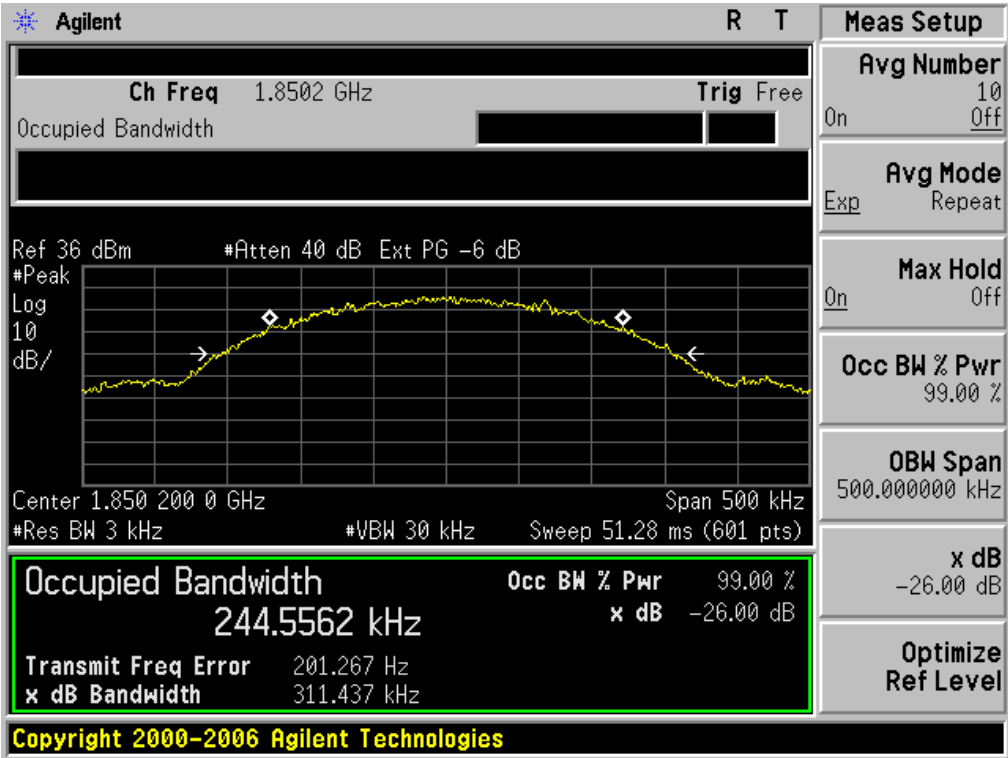 Agilent R T
Ch Freq 1.8502 GHz Trig Free
Occupied Bandwidth
Ref 36 dBm #Atten 40 dB Ext PG -6 dB
#Peak
Log
10
dB/
Center 1.850 200 0 GHz Span 500 kHz
#Res BW 3 kHz #VBW 30 kHz Sweep 51.28 ms (601 pts)
Occupied Bandwidth Occ BW % Pwr 99.00 %
244.5562 kHz x dB -26.00 dB
Transmit Freq Error 201.267 Hz
x dB Bandwidth 311.437 kHz
Copyright 2000-2006 Agilent Technologies
Meas Setup
Avg Number
10
On Off
Avg Mode
Exp Repeat
Max Hold
On Off
Occ BW % Pwr
99.00 %
OBW Span
500.000000 kHz
x dB
-26.00 dB
Optimize
Ref Level